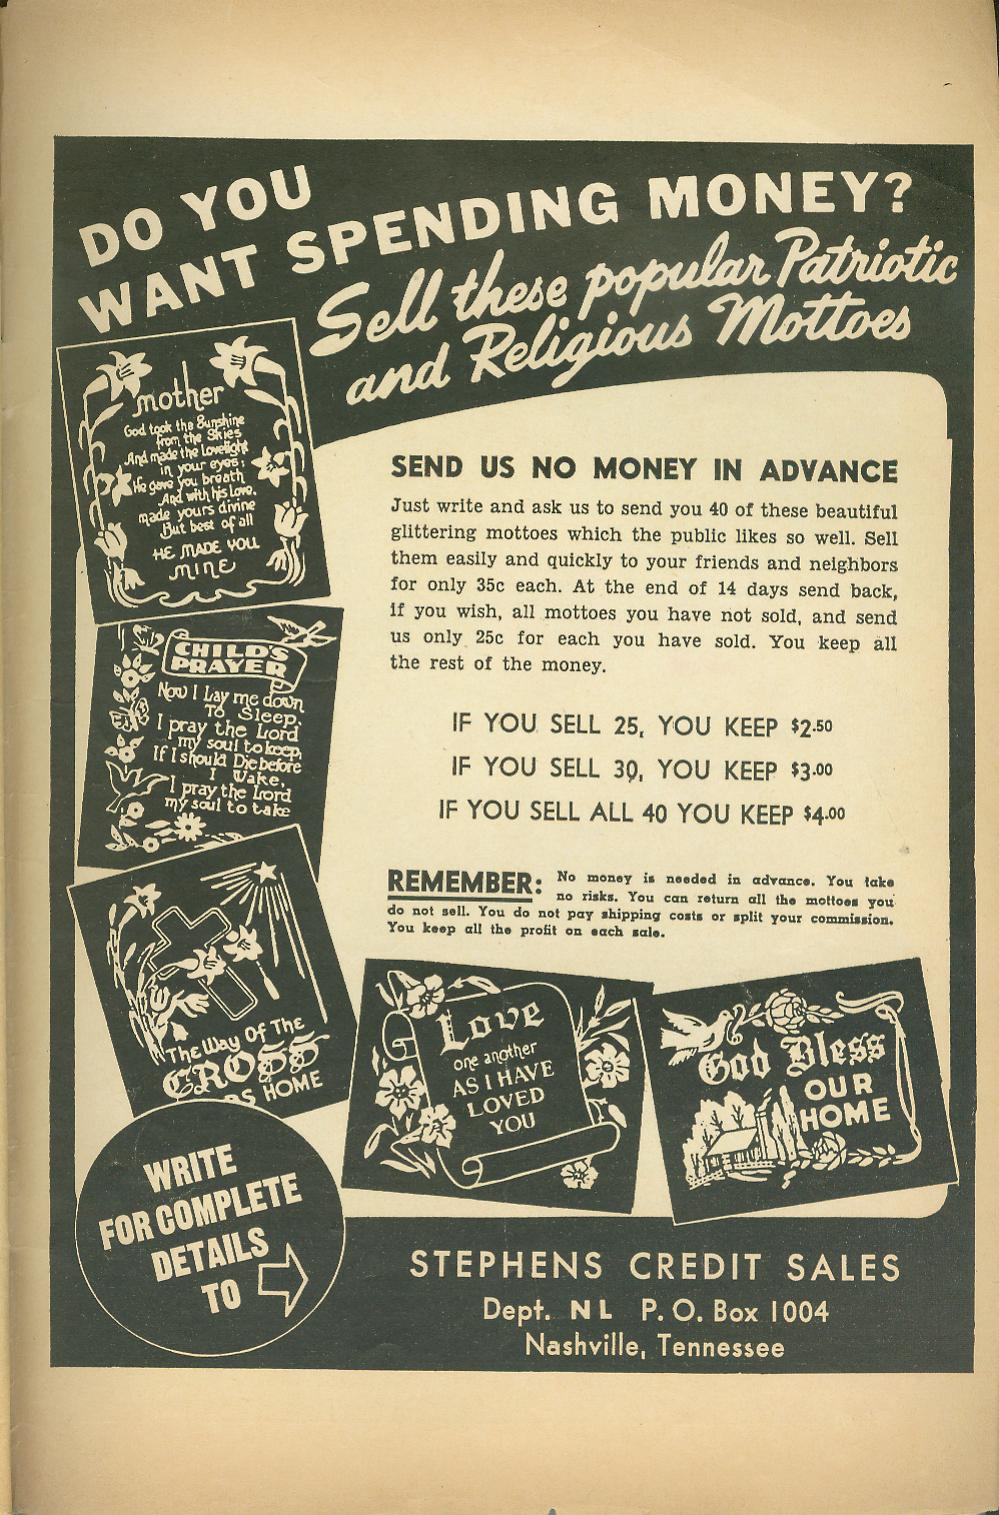 DO YOU
WANT SPENDING MONEY?
Sell these popular Patriotic
and Religious Mottoes
mother
God took the Sunshine
from the Skies
And made the Lovelight
in your eyes;
He gave you breath
And with his Love,
made yours divine
But best of all
HE MADE YOU
MINE
SEND US NO MONEY IN ADVANCE
Just write and ask us to send you 40 of these beautiful
glittering mottoes which the public likes so well. Sell
them easily and quickly to your friends and neighbors
for only 35c each. At the end of 14 days send back,
if you wish, all mottoes you have not sold, and send
us only 25c for each you have sold. You keep all
the rest of the money.
CHILD'S
PRAYER
Now I Lay me down
To Sleep,
I pray the Lord
my soul to keep,
If I should Die before
I Wake,
I pray the Lord
my soul to take
IF YOU SELL 25, YOU KEEP $2.50
IF YOU SELL 30, YOU KEEP $3.00
IF YOU SELL ALL 40 YOU KEEP $4.00
REMEMBER: No money is needed in advance. You take
no risks. You can return all the mottoes you
do not sell. You do not pay shipping costs or split your commission.
You keep all the profit on each sale.
The Way Of The
CROSS
DS HOME
Love
one another
AS I HAVE
LOVED
YOU
God Bless
OUR
HOME
WRITE
FOR COMPLETE
DETAILS
TO
STEPHENS CREDIT SALES
Dept. NL P. O. Box 1004
Nashville, Tennessee